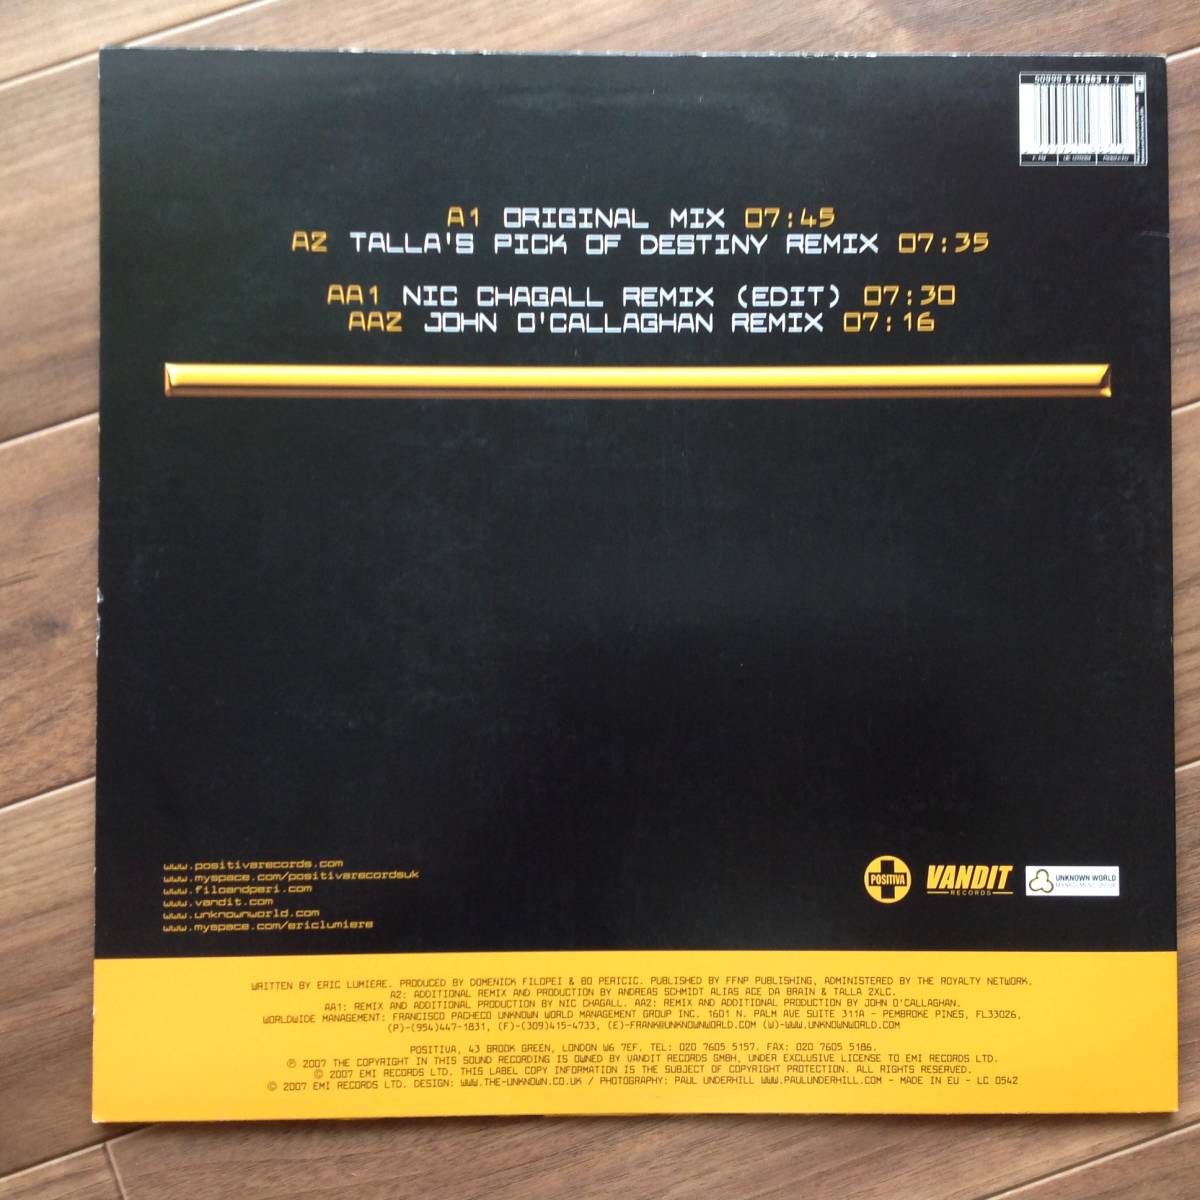 A1 ORIGINAL MIX 07:45
A2 TALLA'S PICK OF DESTINY REMIX 07:35
AA1 NIC CHAGALL REMIX (EDIT) 07:30
AA2 JOHN O'CALLAGHAN REMIX 07:16
www.positivarecords.com
www.myspace.com/positivarecordsuk
www.filoandperi.com
www.vandit.com
www.unknownworld.com
www.myspace.com/ericlumiere
POSITIVA
VANDIT
RECORDS
UNKNOWN WORLD
MANAGEMENT GROUP
WRITTEN BY ERIC LUMIERE. PRODUCED BY DOMENICK FILOPEI & BO PERICIC. PUBLISHED BY FFNP PUBLISHING, ADMINISTERED BY THE ROYALTY NETWORK.
A2: ADDITIONAL REMIX AND PRODUCTION BY ANDREAS SCHMIDT ALIAS ACE DA BRAIN & TALLA 2XLC.
AA1: REMIX AND ADDITIONAL PRODUCTION BY NIC CHAGALL. AA2: REMIX AND ADDITIONAL PRODUCTION BY JOHN O'CALLAGHAN.
WORLDWIDE MANAGEMENT: FRANCISCO PACHECO UNKNOWN WORLD MANAGEMENT GROUP INC. 1601 N. PALM AVE SUITE 311A - PEMBROKE PINES, FL33026,
(P)-(954)447-1831, (F)-(309)415-4733, (E)-FRANK@UNKNOWNWORLD.COM (W)-WWW.UNKNOWNWORLD.COM
POSITIVA, 43 BROOK GREEN, LONDON W6 7EF. TEL: 020 7605 5157. FAX: 020 7605 5186.
℗ 2007 THE COPYRIGHT IN THIS SOUND RECORDING IS OWNED BY VANDIT RECORDS GMBH, UNDER EXCLUSIVE LICENSE TO EMI RECORDS LTD.
© 2007 EMI RECORDS LTD. THIS LABEL COPY INFORMATION IS THE SUBJECT OF COPYRIGHT PROTECTION. ALL RIGHTS RESERVED.
© 2007 EMI RECORDS LTD. DESIGN: WWW.THE-UNKNOWN.CO.UK / PHOTOGRAPHY: PAUL UNDERHILL WWW.PAULUNDERHILL.COM - MADE IN EU - LC 0542